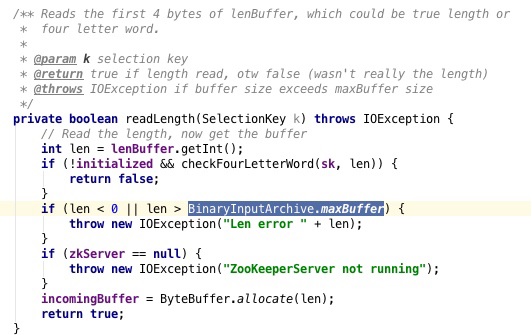 /** Reads the first 4 bytes of lenBuffer, which could be true length or
 *  four letter word.
 *
 * @param k selection key
 * @return true if length read, otw false (wasn't really the length)
 * @throws IOException if buffer size exceeds maxBuffer size
 */
private boolean readLength(SelectionKey k) throws IOException {
    // Read the length, now get the buffer
    int len = lenBuffer.getInt();
    if (!initialized && checkFourLetterWord(sk, len)) {
        return false;
    }
    if (len < 0 || len > BinaryInputArchive.maxBuffer) {
        throw new IOException("Len error " + len);
    }
    if (zkServer == null) {
        throw new IOException("ZooKeeperServer not running");
    }
    incomingBuffer = ByteBuffer.allocate(len);
    return true;
}